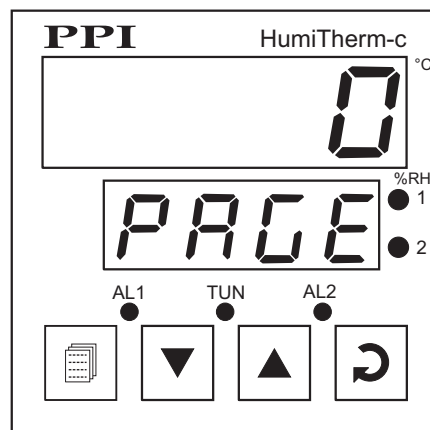 PPI HumiTherm-c
°C
0
%RH
PAGE
1
2
AL1 TUN AL2